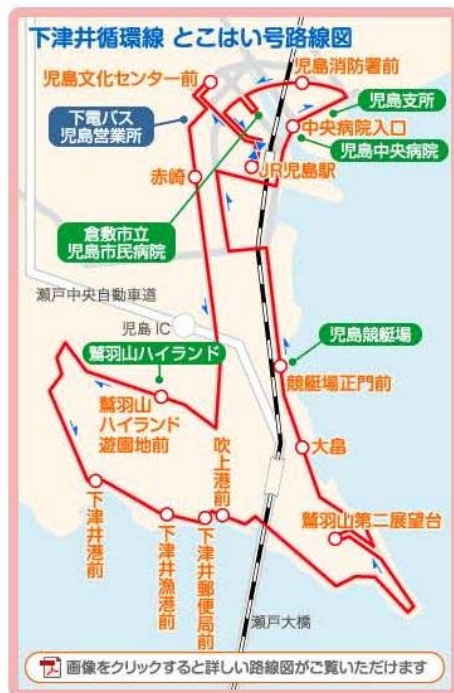 下津井循環線 とこはい号路線図
児島文化センター前
児島消防署前
児島支所
下電バス
児島営業所
中央病院入口
児島中央病院
JR児島駅
赤崎
倉敷市立
児島市民病院
瀬戸中央自動車道
児島IC
鷲羽山ハイランド
児島競艇場
競艇場正門前
鷲羽山
ハイランド
遊園地前
吹上港前
大畠
鷲羽山第二展望台
下津井港前
下津井漁港前
下津井郵便局前
瀬戸大橋
画像をクリックすると詳しい路線図がご覧いただけます